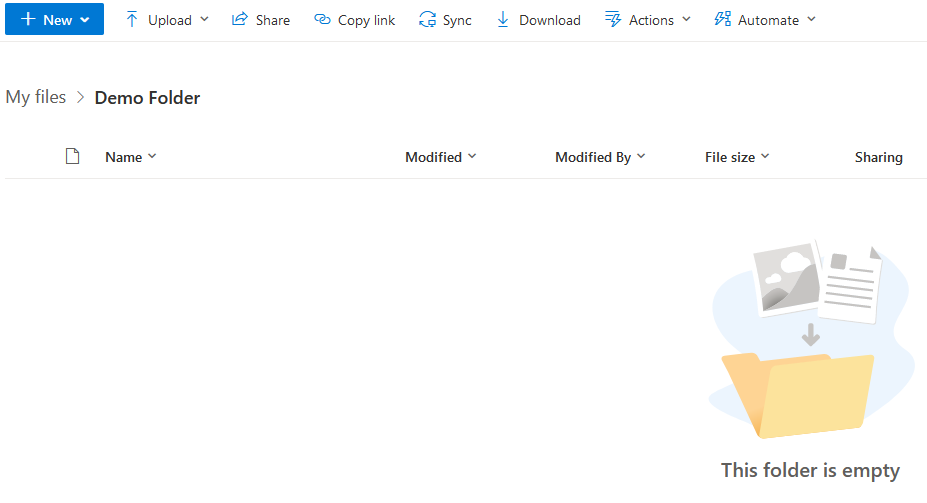 New Upload Share Copy link Sync Download Actions Automate
My files > Demo Folder
Name Modified Modified By File size Sharing
This folder is empty